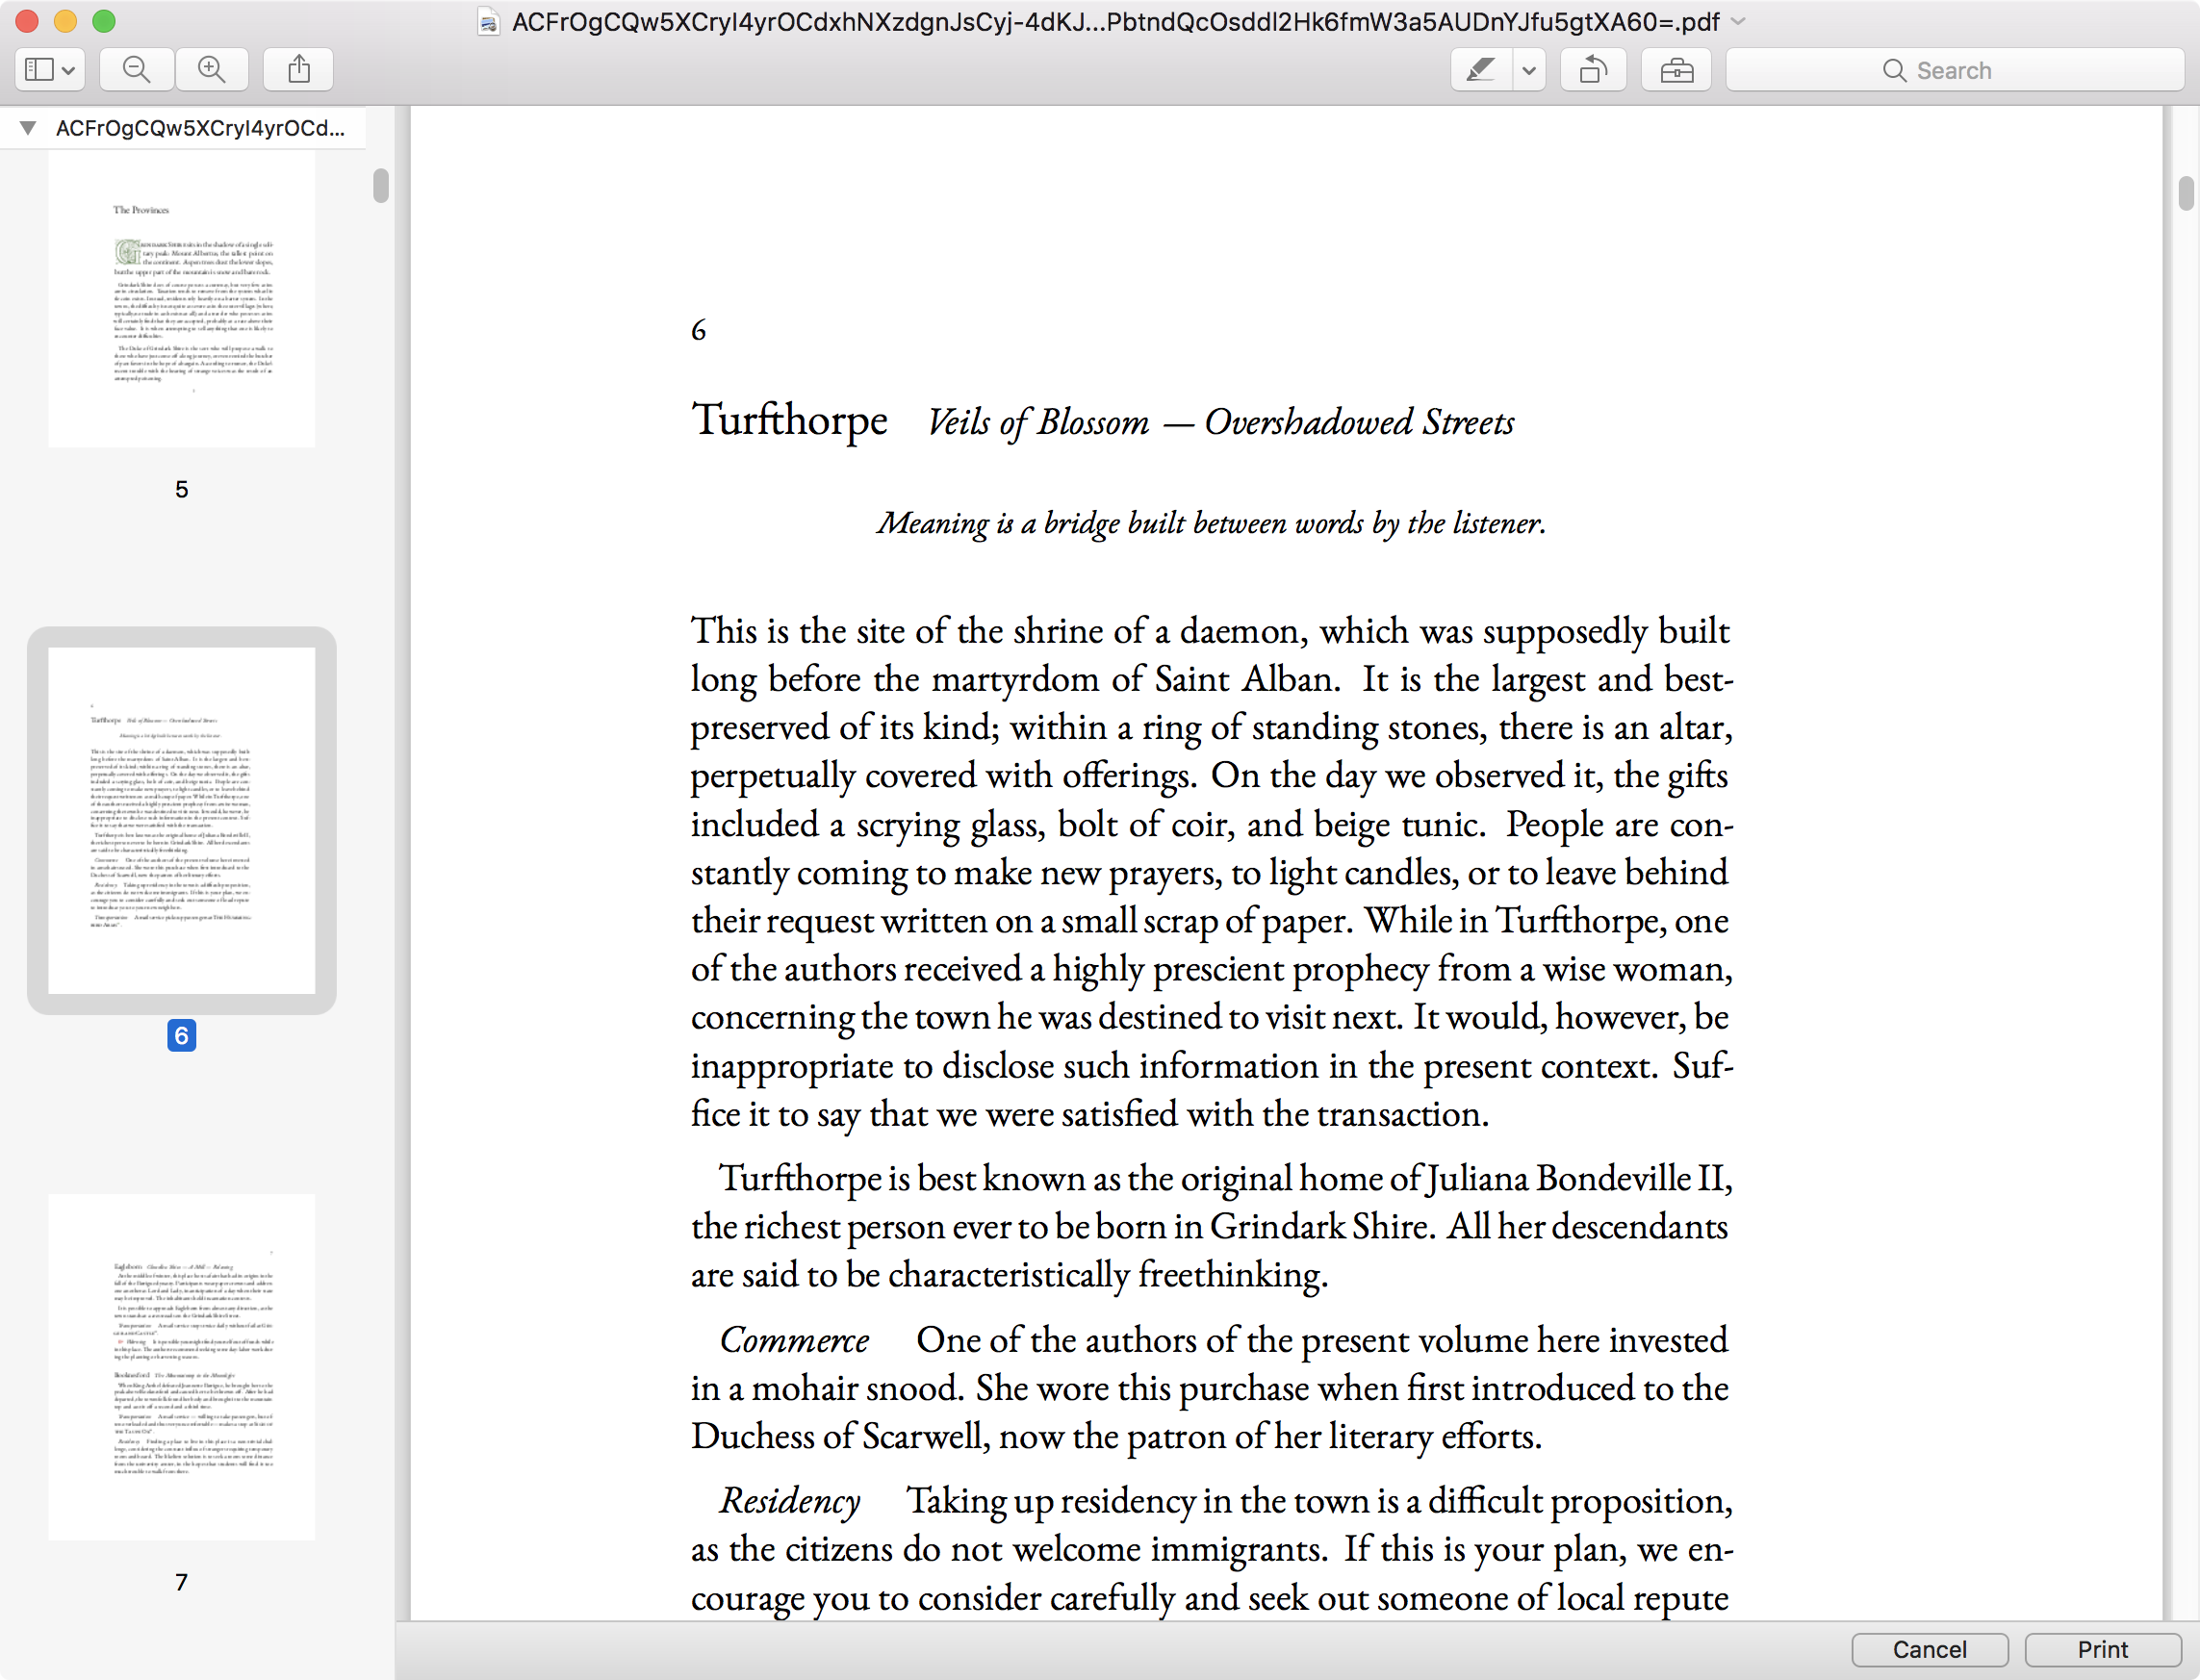 ACFrOgCQw5XCryI4yrOCdxhNXzdgnJsCyj-4dKJ...PbtndQcOsddl2Hk6fmW3a5AUDnYJfu5gtXA60=.pdf
Search
ACFrOgCQw5XCryI4yrOCd...
The Provinces
5
6
7
6
Turfthorpe Veils of Blossom — Overshadowed Streets
Meaning is a bridge built between words by the listener.
This is the site of the shrine of a daemon, which was supposedly built
long before the martyrdom of Saint Alban. It is the largest and best-
preserved of its kind; within a ring of standing stones, there is an altar,
perpetually covered with offerings. On the day we observed it, the gifts
included a scrying glass, bolt of coir, and beige tunic. People are con-
stantly coming to make new prayers, to light candles, or to leave behind
their request written on a small scrap of paper. While in Turfthorpe, one
of the authors received a highly prescient prophecy from a wise woman,
concerning the town he was destined to visit next. It would, however, be
inappropriate to disclose such information in the present context. Suf-
fice it to say that we were satisfied with the transaction.
Turfthorpe is best known as the original home of Juliana Bondeville II,
the richest person ever to be born in Grindark Shire. All her descendants
are said to be characteristically freethinking.
Commerce One of the authors of the present volume here invested
in a mohair snood. She wore this purchase when first introduced to the
Duchess of Scarwell, now the patron of her literary efforts.
Residency Taking up residency in the town is a difficult proposition,
as the citizens do not welcome immigrants. If this is your plan, we en-
courage you to consider carefully and seek out someone of local repute
Cancel
Print